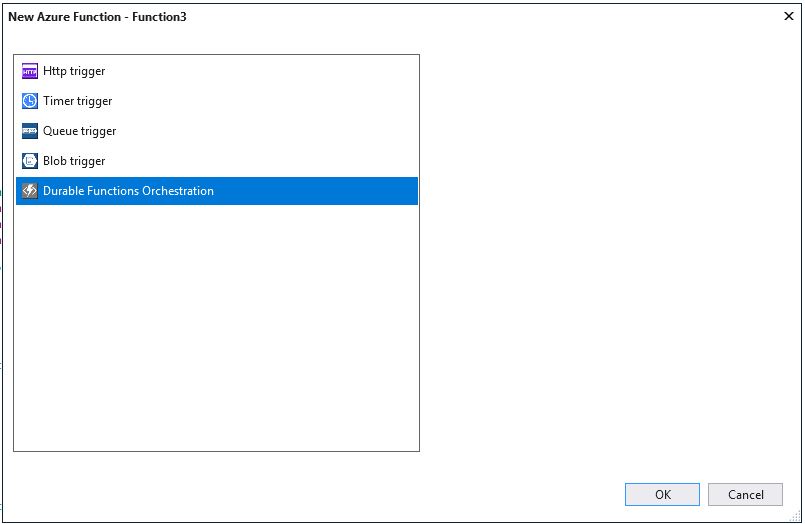 New Azure Function - Function3
Http trigger
Timer trigger
Queue trigger
Blob trigger
Durable Functions Orchestration
OK
Cancel